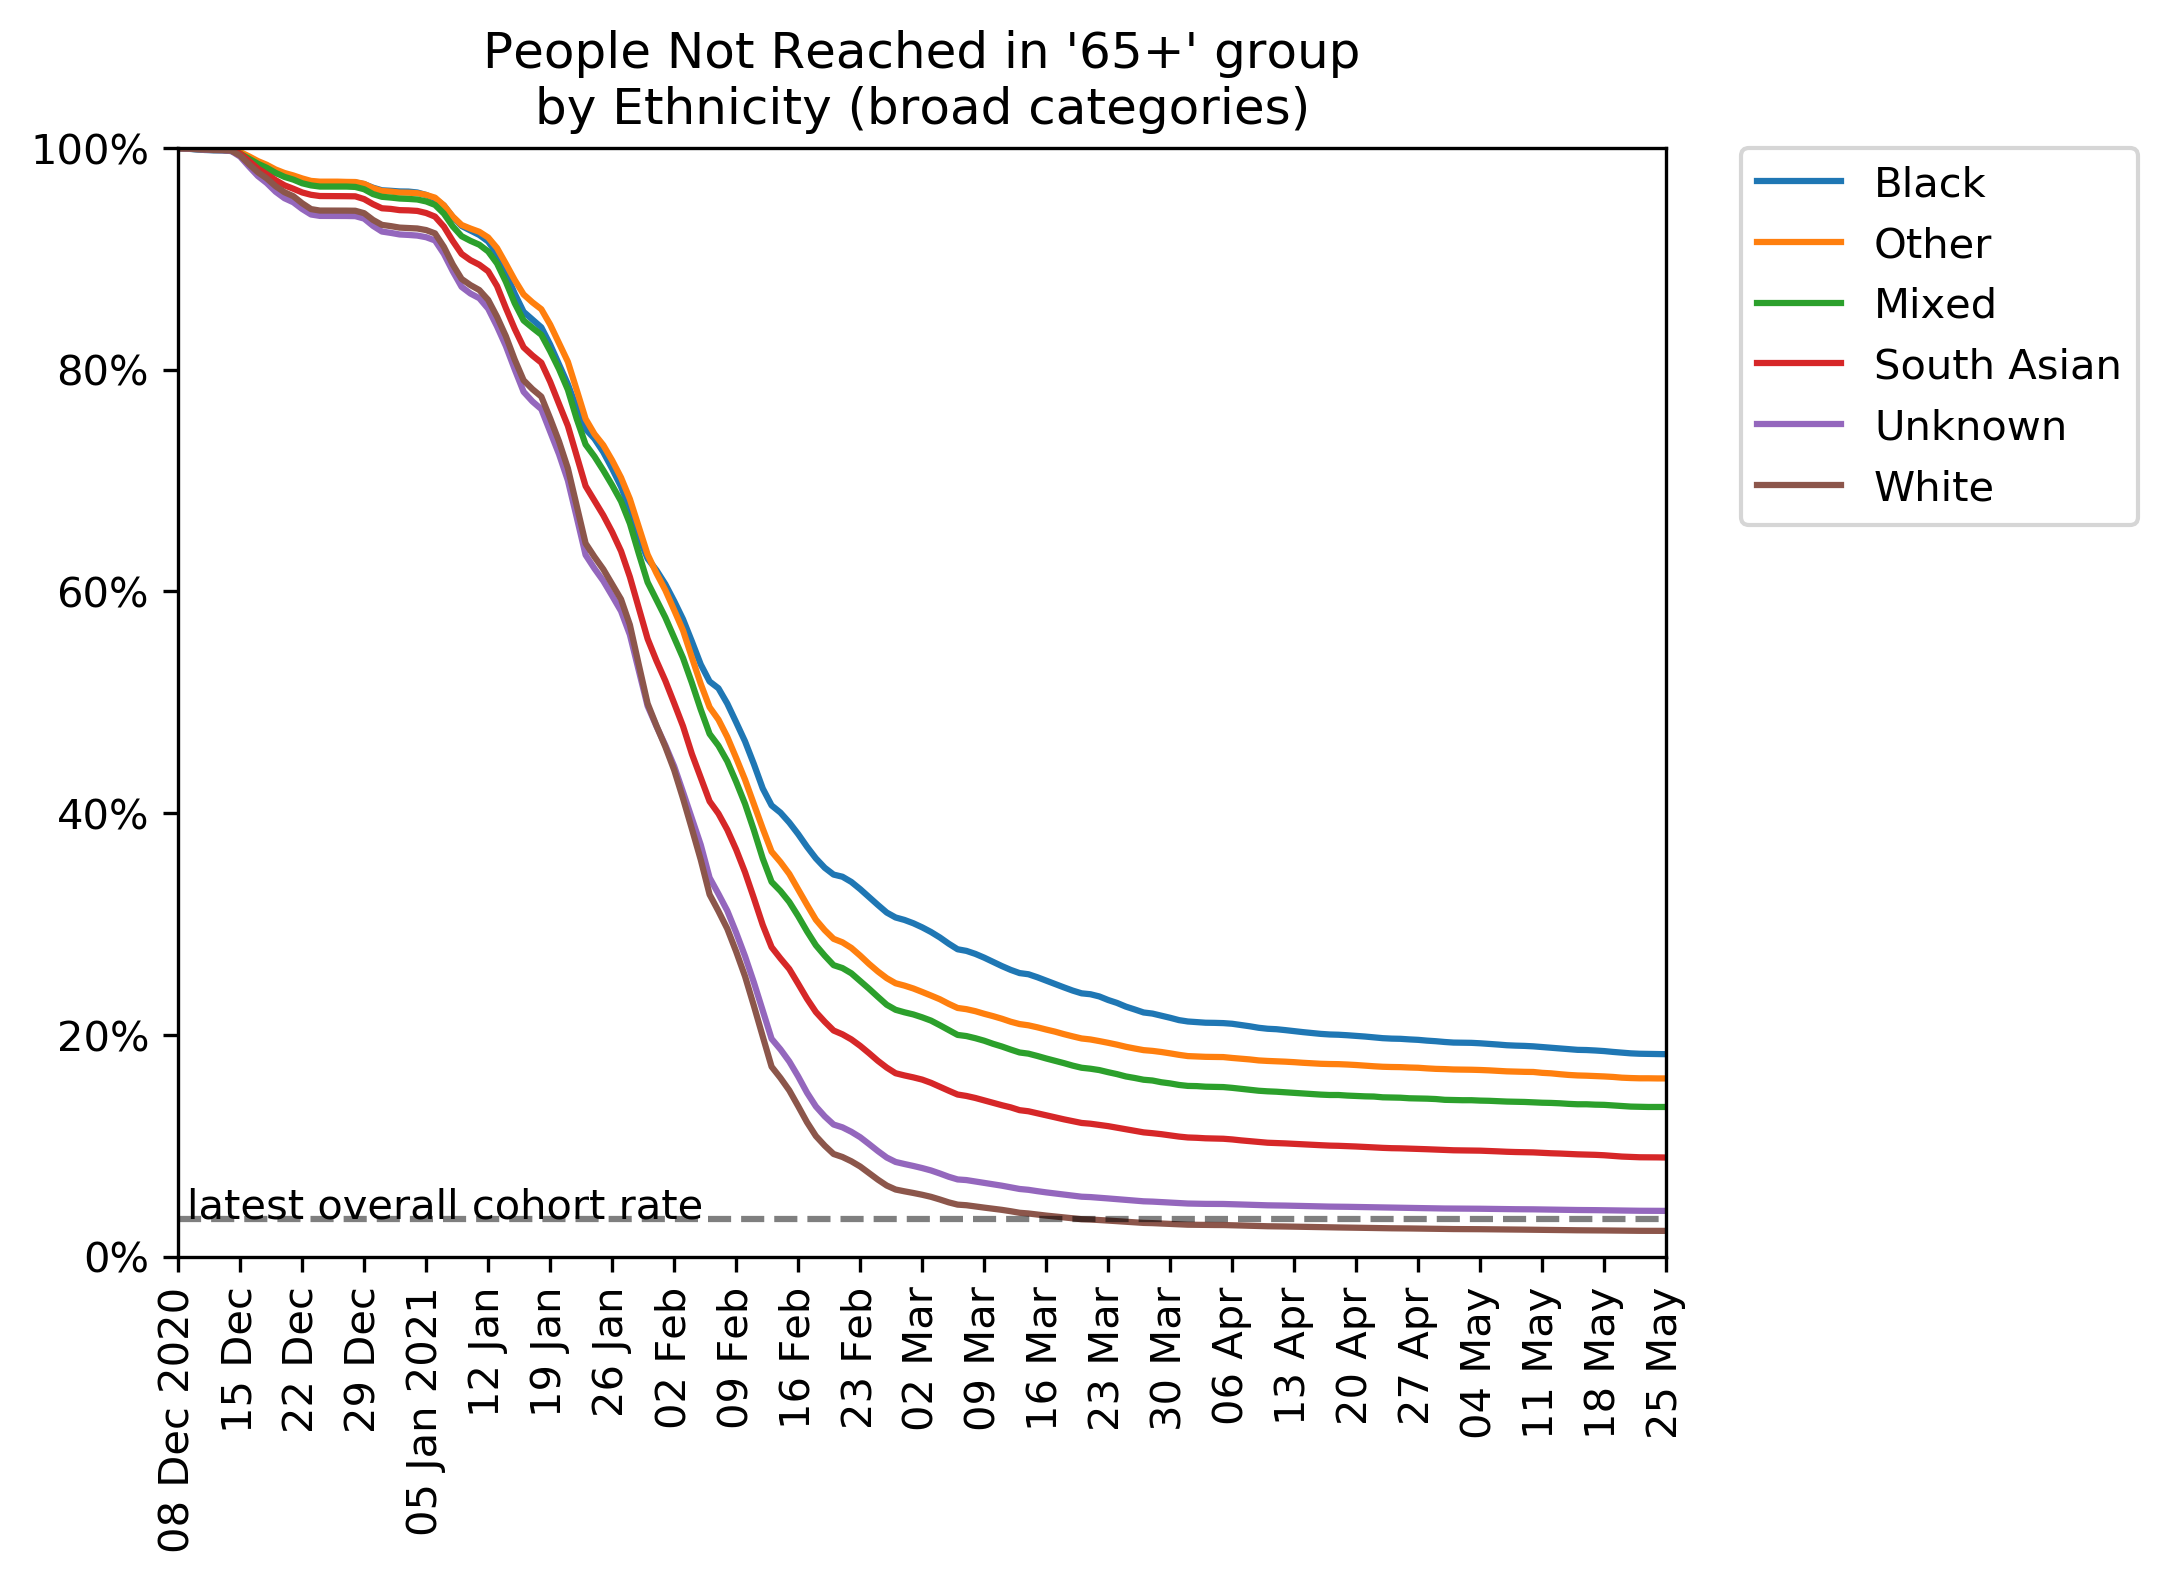 People Not Reached in '65+' group
by Ethnicity (broad categories)
100%
80%
60%
40%
20%
0%
latest overall cohort rate
08 Dec 2020
15 Dec
22 Dec
29 Dec
05 Jan 2021
12 Jan
19 Jan
26 Jan
02 Feb
09 Feb
16 Feb
23 Feb
02 Mar
09 Mar
16 Mar
23 Mar
30 Mar
06 Apr
13 Apr
20 Apr
27 Apr
04 May
11 May
18 May
25 May
Black
Other
Mixed
South Asian
Unknown
White